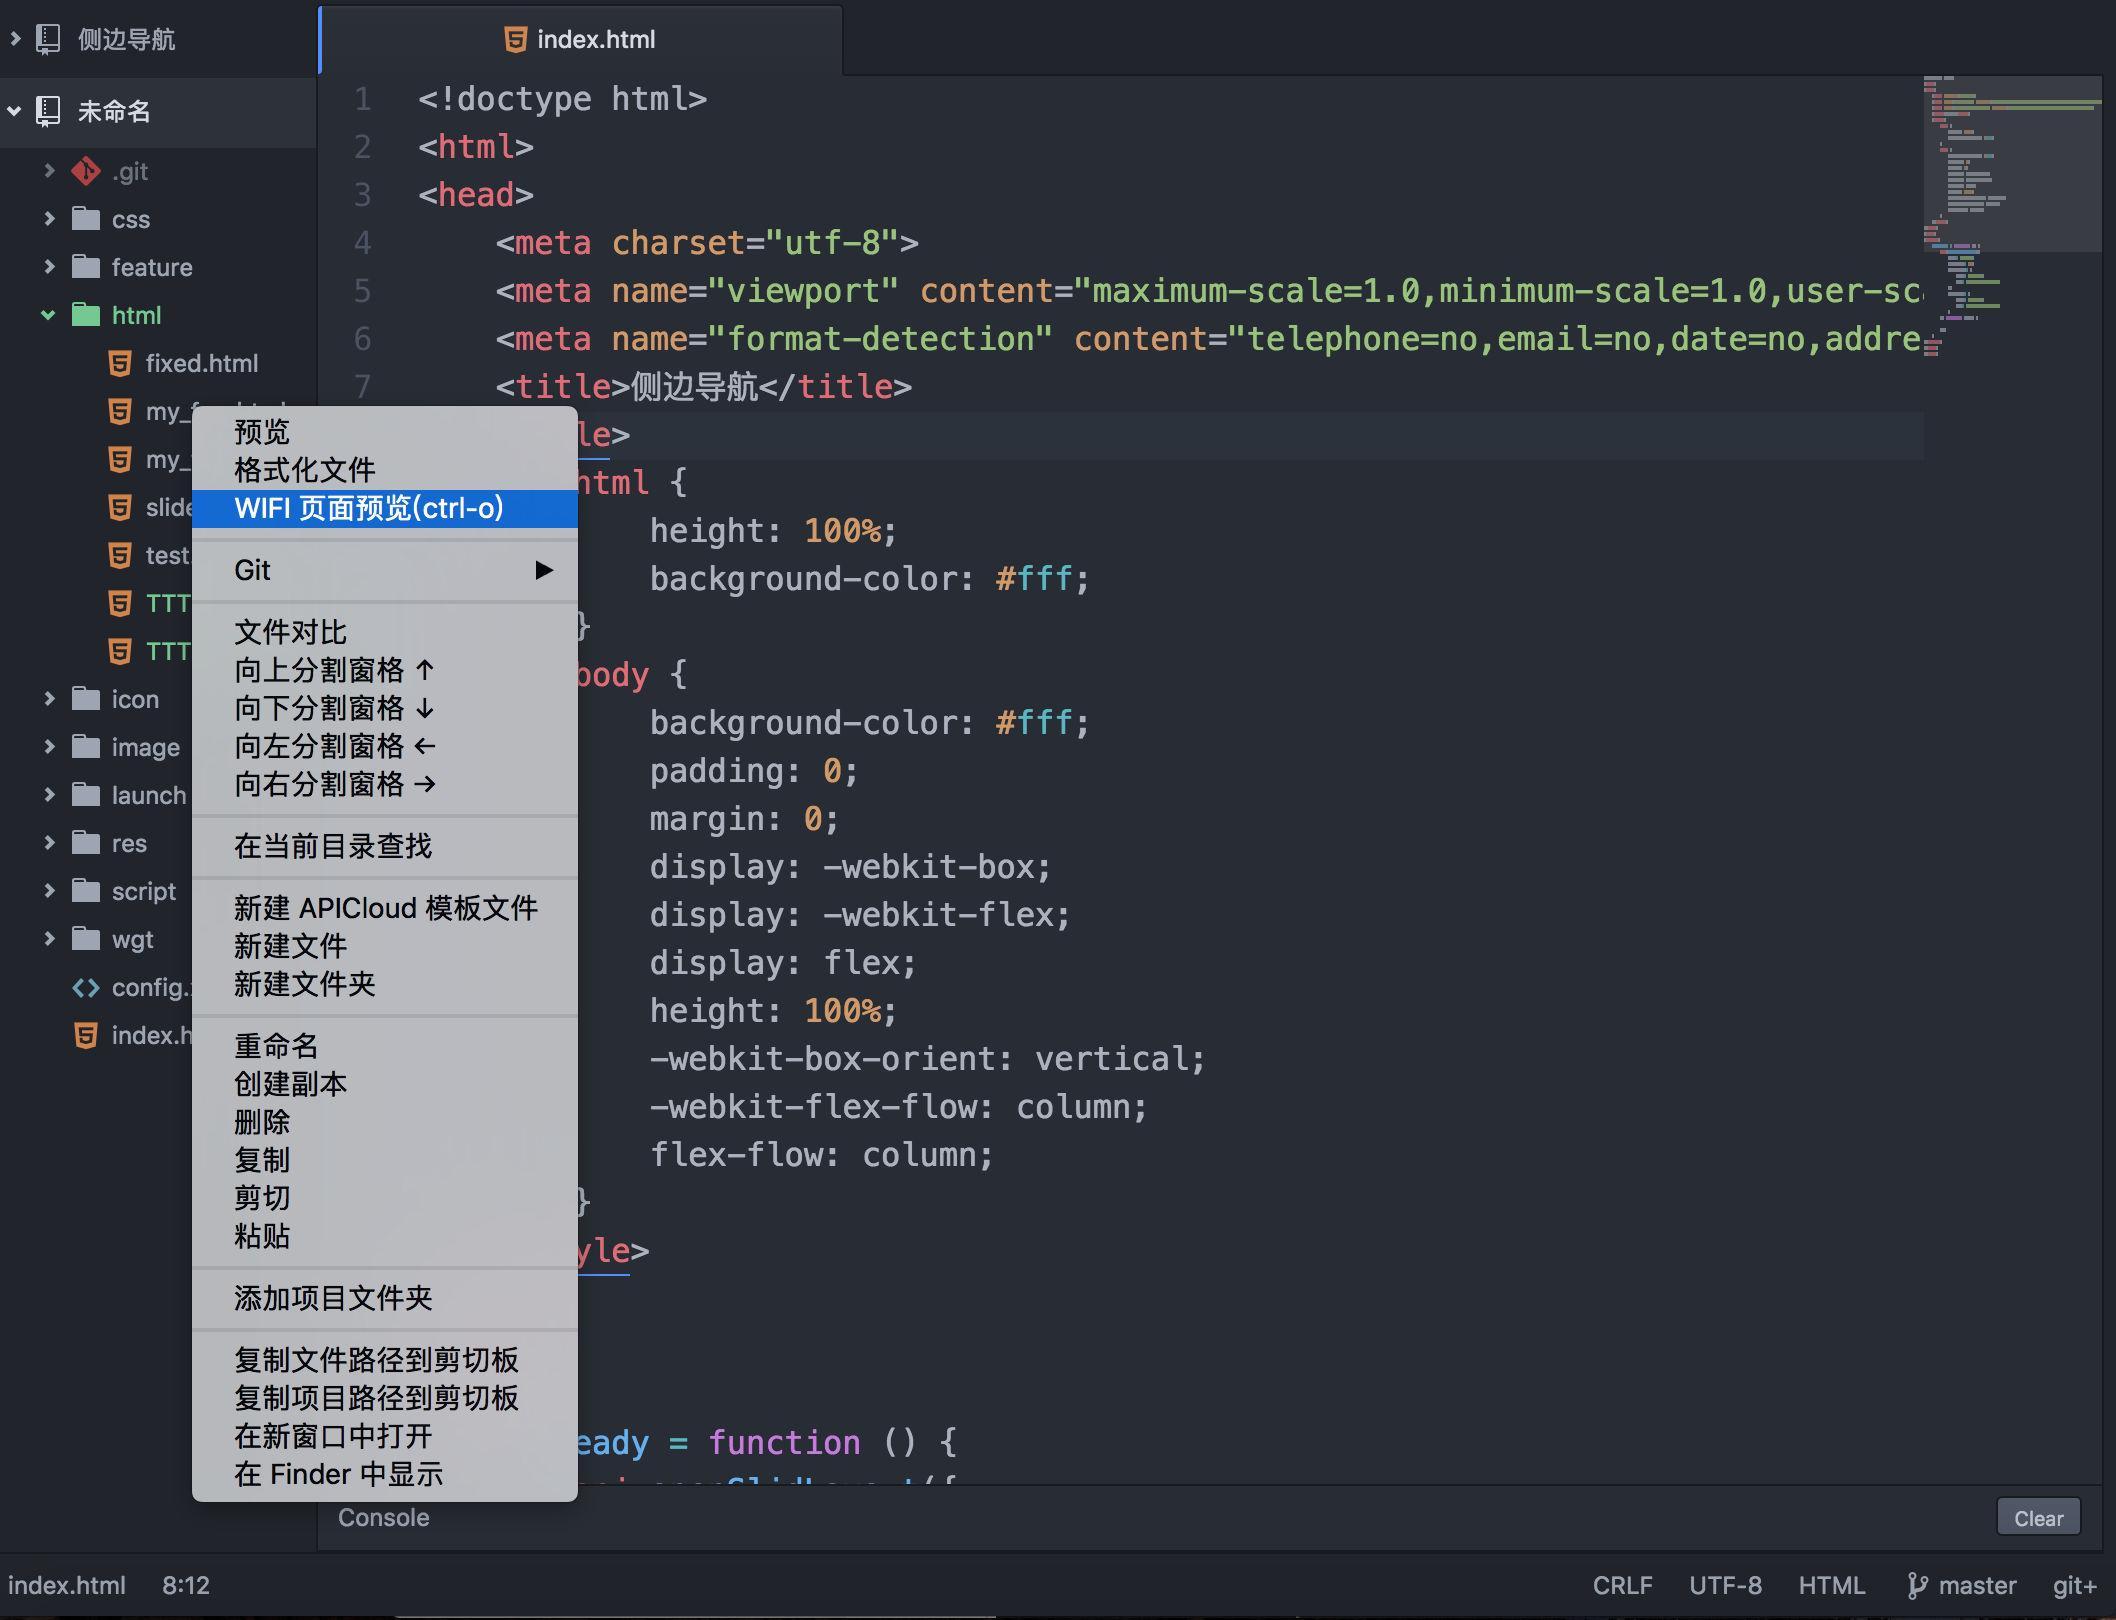 侧边导航
未命名
.git
css
feature
html
fixed.html
my_
my_
slide
test.
TTT
TTT
icon
image
launch
res
script
wgt
config.
index.h
预览
格式化文件
WIFI 页面预览(ctrl-o)
Git
文件对比
向上分割窗格 ↑
向下分割窗格 ↓
向左分割窗格 ←
向右分割窗格 →
在当前目录查找
新建 APICloud 模板文件
新建文件
新建文件夹
重命名
创建副本
删除
复制
剪切
粘贴
添加项目文件夹
复制文件路径到剪切板
复制项目路径到剪切板
在新窗口中打开
在 Finder 中显示
index.html
1 <!doctype html>
2 <html>
3 <head>
4 <meta charset="utf-8">
5 <meta name="viewport" content="maximum-scale=1.0,minimum-scale=1.0,user-sc
6 <meta name="format-detection" content="telephone=no,email=no,date=no,addre
7 <title>侧边导航</title>
le>
html {
height: 100%;
background-color: #fff;
}
body {
background-color: #fff;
padding: 0;
margin: 0;
display: -webkit-box;
display: -webkit-flex;
display: flex;
height: 100%;
-webkit-box-orient: vertical;
-webkit-flex-flow: column;
flex-flow: column;
}
yle>
eady = function () {
Console
Clear
index.html 8:12
CRLF UTF-8 HTML master git+